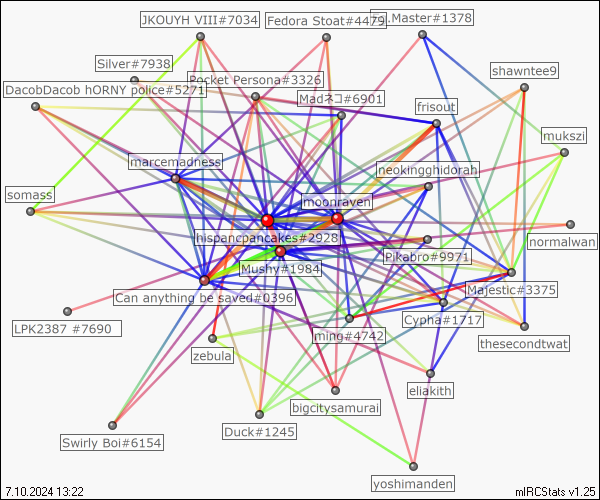 JKOUYH VIII#7034
Fedora Stoat#4479
.Master#1378
Silver#7938
shawntee9
DacobDacob hORNY police#5271
Pocket Persona#3326
Madネコ#6901
frisout
mukszi
marcemadness
neokingghidorah
somass
moonraven
hispancpancakes#2928
normalwan
Pikabro#9971
Mushy#1984
Majestic#3375
Can anything be saved#0396
Cypha#1717
LPK2387 #7690
ming#4742
thesecondtwat
zebula
eliakith
bigcitysamurai
Duck#1245
Swirly Boi#6154
yoshimanden
7.10.2024 13:22
mIRCStats v1.25